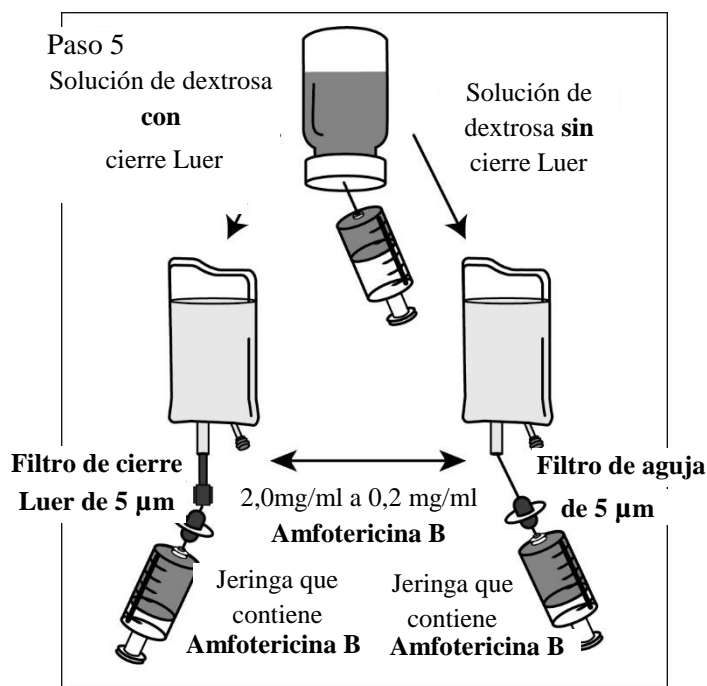 Paso 5
Solución de dextrosa
con
cierre Luer
Solución de
dextrosa sin
cierre Luer
Filtro de cierre
Luer de 5 μm
2,0mg/ml a 0,2 mg/ml
Amfotericina B
Filtro de aguja
de 5 μm
Jeringa que
contiene
Amfotericina B
Jeringa que
contiene
Amfotericina B